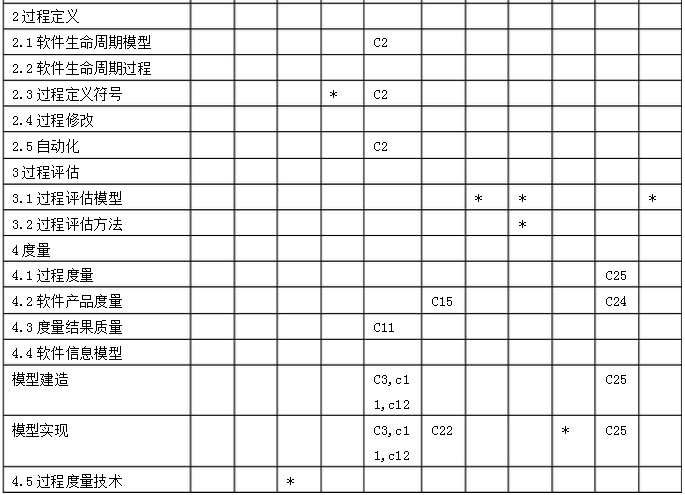 2过程定义
2.1软件生命周期模型 C2
2.2软件生命周期过程
2.3过程定义符号 * C2
2.4过程修改
2.5自动化 C2
3过程评估
3.1过程评估模型 * * *
3.2过程评估方法 *
4度量
4.1过程度量 C25
4.2软件产品度量 C15 C24
4.3度量结果质量 C11
4.4软件信息模型
模型建造 C3,c1 C25
1,c12
模型实现 C3,c1 C22 * C25
1,c12
4.5过程度量技术 *